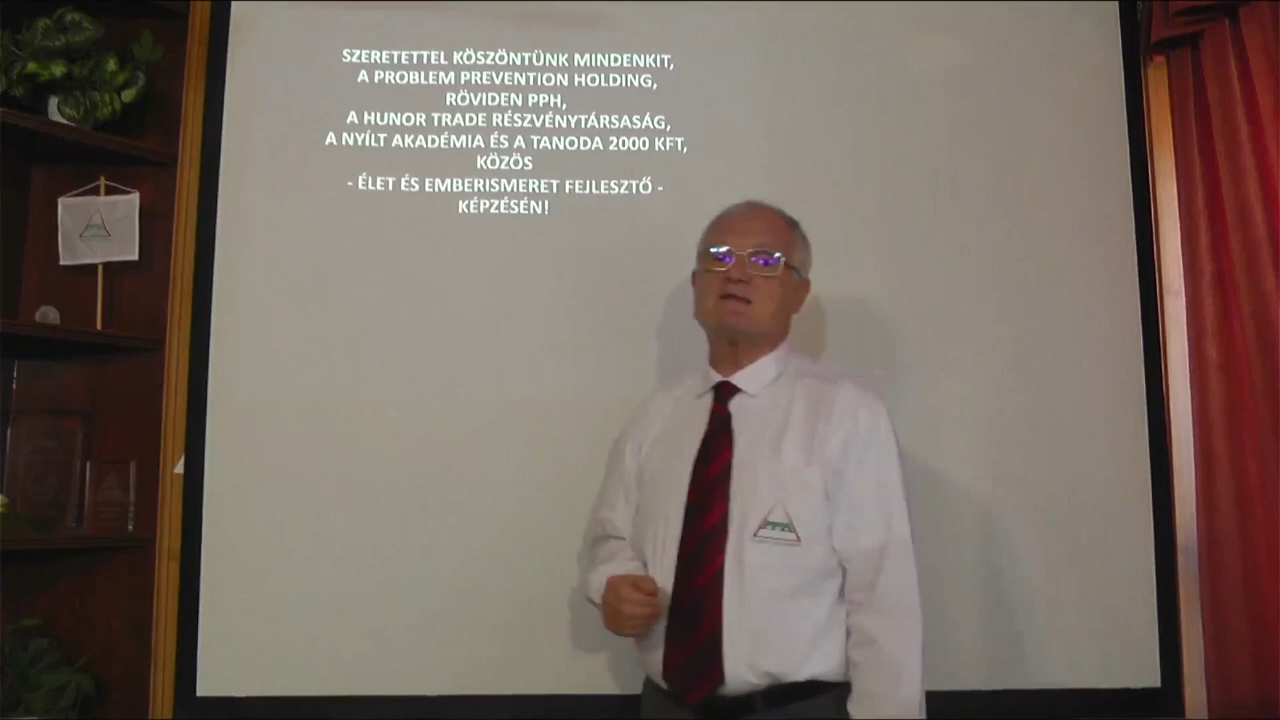 SZERETETTEL KÖSZÖNTÜNK MINDENKIT,
A PROBLEM PREVENTION HOLDING,
RÖVIDEN PPH,
A HUNOR TRADE RÉSZVÉNYTÁRSASÁG,
A NYÍLT AKADÉMIA ÉS A TANODA 2000 KFT,
KÖZÖS
- ÉLET ÉS EMBERISMERET FEJLESZTŐ -
KÉPZÉSÉN!